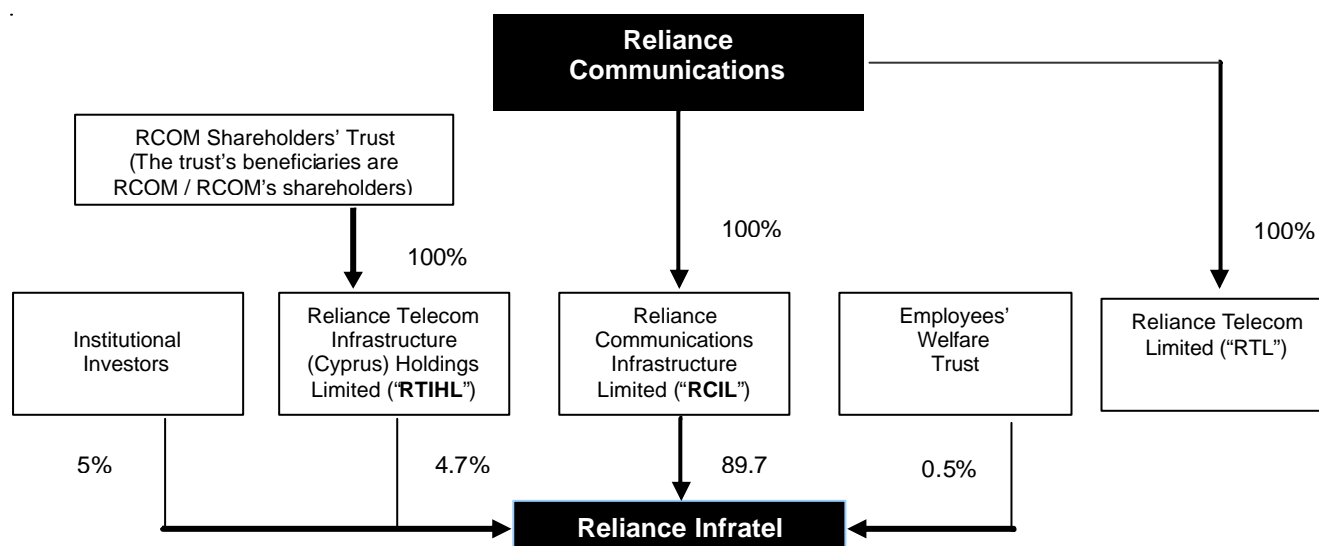 Reliance
Communications
RCOM Shareholders’ Trust
(The trust’s beneficiaries are
RCOM / RCOM’s shareholders)
100%
100%
100%
Institutional
Investors
Reliance Telecom
Infrastructure
(Cyprus) Holdings
Limited (“RTIHL”)
Reliance
Communications
Infrastructure
Limited (“RCIL”)
Employees’
Welfare
Trust
Reliance Telecom
Limited (“RTL”)
5%
4.7%
89.7
0.5%
Reliance Infratel